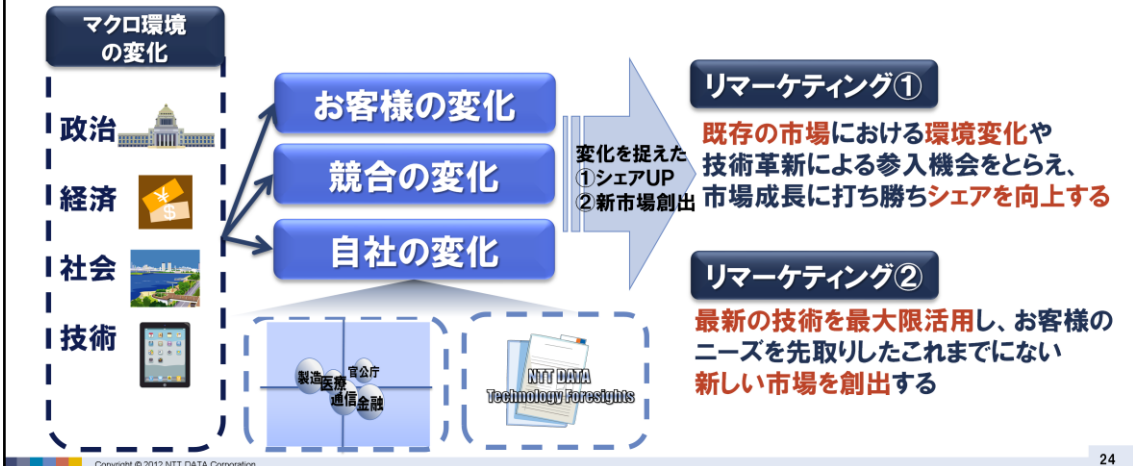 マクロ環境
の変化
政治
経済
社会
技術
お客様の変化
競合の変化
自社の変化
製造
医療
官公庁
通信
金融
NTT DATA
Technology Foresights
変化を捉えた
①シェアUP
②新市場創出
リマーケティング①
既存の市場における環境変化や
技術革新による参入機会をとらえ、
市場成長に打ち勝ちシェアを向上する
リマーケティング②
最新の技術を最大限活用し、お客様の
ニーズを先取りしたこれまでにない
新しい市場を創出する
Copyright © 2012 NTT DATA Corporation
24